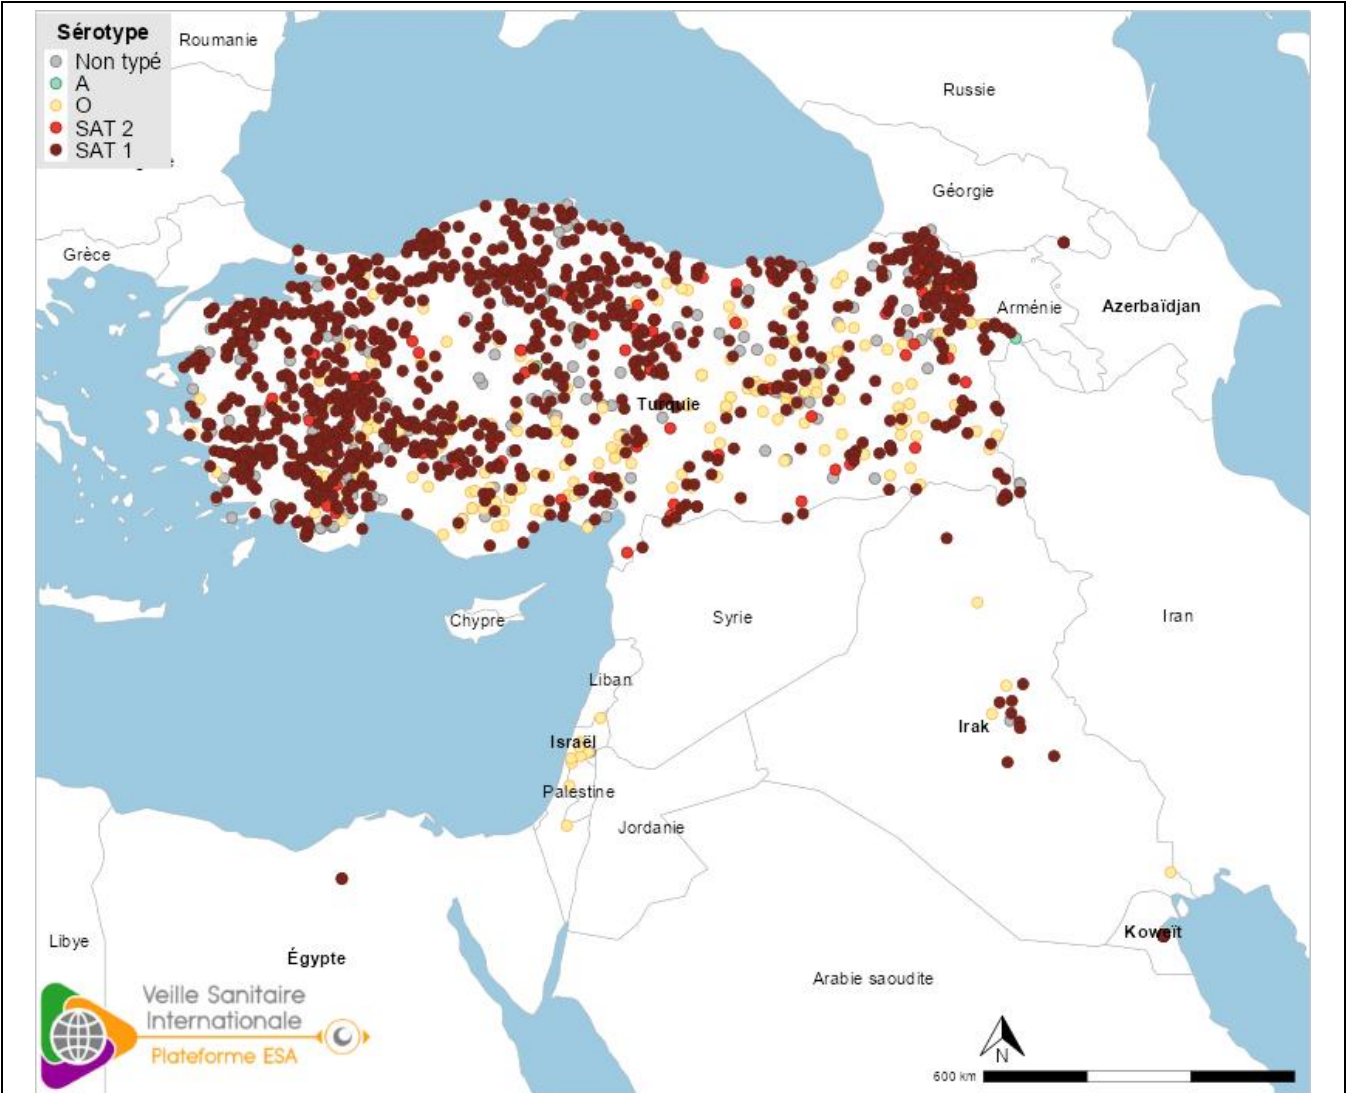 Sérotype
Non typé
A
O
SAT 2
SAT 1
Roumanie
Russie
Géorgie
Grèce
Arménie
Azerbaïdjan
Turquie
Chypre
Syrie
Iran
Liban
Irak
Israël
Palestine
Jordanie
Koweït
Libye
Égypte
Arabie saoudite
Veille Sanitaire
Internationale
Plateforme ESA
N
600 km